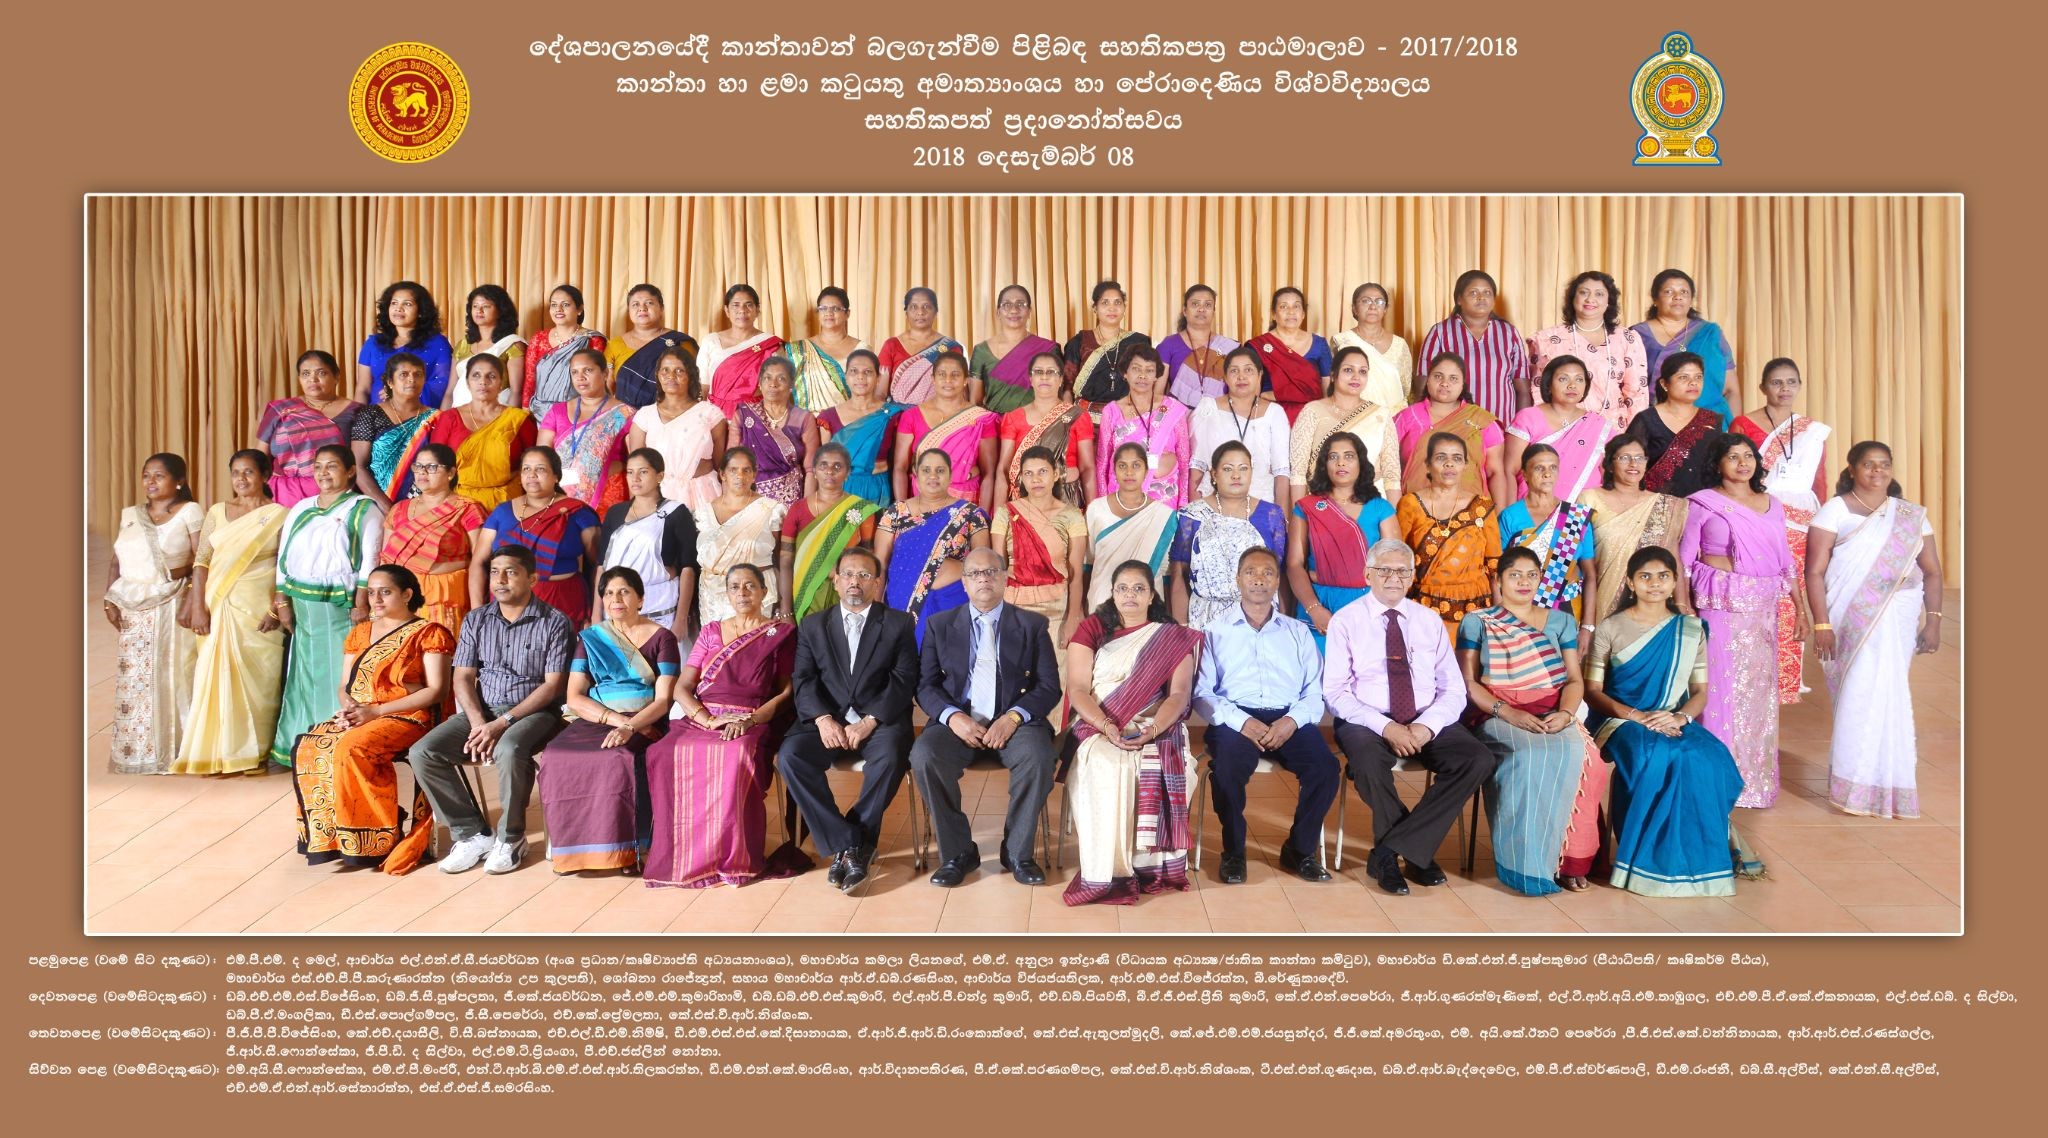 දේශපාලනයේදී කාන්තාවන් බලගැන්වීම පිළිබඳ සහතිකපත්‍ර පාඨමාලාව - 2017/2018
කාන්තා හා ළමා කටුයතු අමාත්‍යාංශය හා පේරාදෙණිය විශ්වවිද්‍යාලය
සහතිකපත් ප්‍රදානෝත්සවය
2018 දෙසැම්බර් 08
UNIVERSITY OF PERADENIYA
පළමුපෙළ (වමේ සිට දකුණට) : එම්.පී.එම්. ද මෙල්, ආචාර්ය එල්.එන්.ඒ.සී.ජයවර්ධන (අංශ ප්‍රධාන/කෘෂිව්‍යාප්ති අධ්‍යයනාංශය), මහාචාර්ය කමලා ලියනගේ, එම්.ඒ. අනුලා ඉන්ද්‍රාණි (විධායක අධ්‍යක්‍ෂ/ජාතික කාන්තා කමිටුව), මහාචාර්ය ඩී.කේ.එන්.ජී.පුෂ්පකුමාර (පීඨාධිපති/ කෘෂිකර්ම පීඨය),
මහාචාර්ය එස්.එච්.පී.පී.කරුණාරත්න (නියෝජ්‍ය උප කුලපති), ශෝබනා රාජේන්‍ද්‍රන්, සහාය මහාචාර්ය ආර්.ඒ.ඩබ්.රණසිංහ, ආචාර්ය විජයජයතිලක, ආර්.එම්.එස්.විජේරත්න, බී.රේණුකාදේවි.
දෙවනපෙළ (වමේසිටදකුණට) : ඩබ්.එච්.එම්.එස්.විජේසිංහ, ඩබ්.ජී.සී.පුෂ්පලතා, ජී.කේ.ජයවර්ධන, ජේ.එම්.එම්.කුමාරිහාමි, ඩබ්.ඩබ්.එච්.එස්.කුමාරි, එල්.ආර්.පී.චන්ද්‍ර කුමාරි, එච්.ඩබ්.පියවතී, බී.ඒ.ජී.එස්.ප්‍රීති කුමාරි, කේ.ඒ.එන්.පෙරේරා, ජී.ආර්.ගුණරත්මැණිකේ, එල්.ටී.ආර්.අයි.එම්.තාඹුගල, එච්.එම්.පී.ඒ.කේ.ඒකනායක, එල්.එස්.ඩබ්. ද සිල්වා,
ඩබ්.පී.ඒ.මංගලිකා, ඩී.එස්.පොල්ගම්පල, ජී.සී.පෙරේරා, එච්.කේ.ප්‍රේමලතා, කේ.එස්.වී.ආර්.නිශ්ශංක.
තෙවනපෙළ (වමේසිටදකුණට) : පී.ජී.පී.පී.විජේසිංහ, කේ.එච්.දයාසීලි, වි.සී.බස්නායක, එච්.එල්.ඩී.එම්.නිම්ෂි, ඩී.එම්.එස්.එස්.කේ.දිසානායක, ඒ.ආර්.ජී.ආර්.ඩී.රංකොත්ගේ, කේ.එස්.ඇතුලත්මුදලි, කේ.ජේ.එම්.එම්.ජයසුන්දර, ජී.ජී.කේ.අමරතුංග, එම්. අයි.කේ.ඊනට් පෙරේරා ,පී.ජී.එස්.කේ.වන්නිනායක, ආර්.ආර්.එස්.රණස්ගල්ල,
ජී.ආර්.සී.ෆොන්සේකා, ජී.පී.ඩී. ද සිල්වා, එල්.එම්.ටී.ප්‍රියංගා, පී.එච්.ජස්ලින් නෝනා.
සිව්වන පෙළ (වමේසිටදකුණට): එම්.අයි.සී.ෆොන්සේකා, එම්.ඒ.පී.මංජරී, එන්.ටී.ආර්.බී.එම්.ඒ.එස්.ආර්.තිලකරත්න, ඩී.එම්.එන්.කේ.මාරසිංහ, ආර්.විදානපතිරණ, පී.ඒ.කේ.පරණගම්පල, කේ.එස්.වි.ආර්.නිශ්ශංක, ටී.එස්.එන්.ගුණදාස, ඩබ්.ඒ.ආර්.බැද්දෙවෙල, එම්.පී.ඒ.ස්වර්ණපාලි, ඩී.එම්.රංජනී, ඩබ්.සී.අල්විස්, කේ.එන්.සී.අල්විස්,
එච්.එම්.ඒ.එන්.ආර්.සේනාරත්න, එස්.ඒ.එස්.ජී.සමරසිංහ.